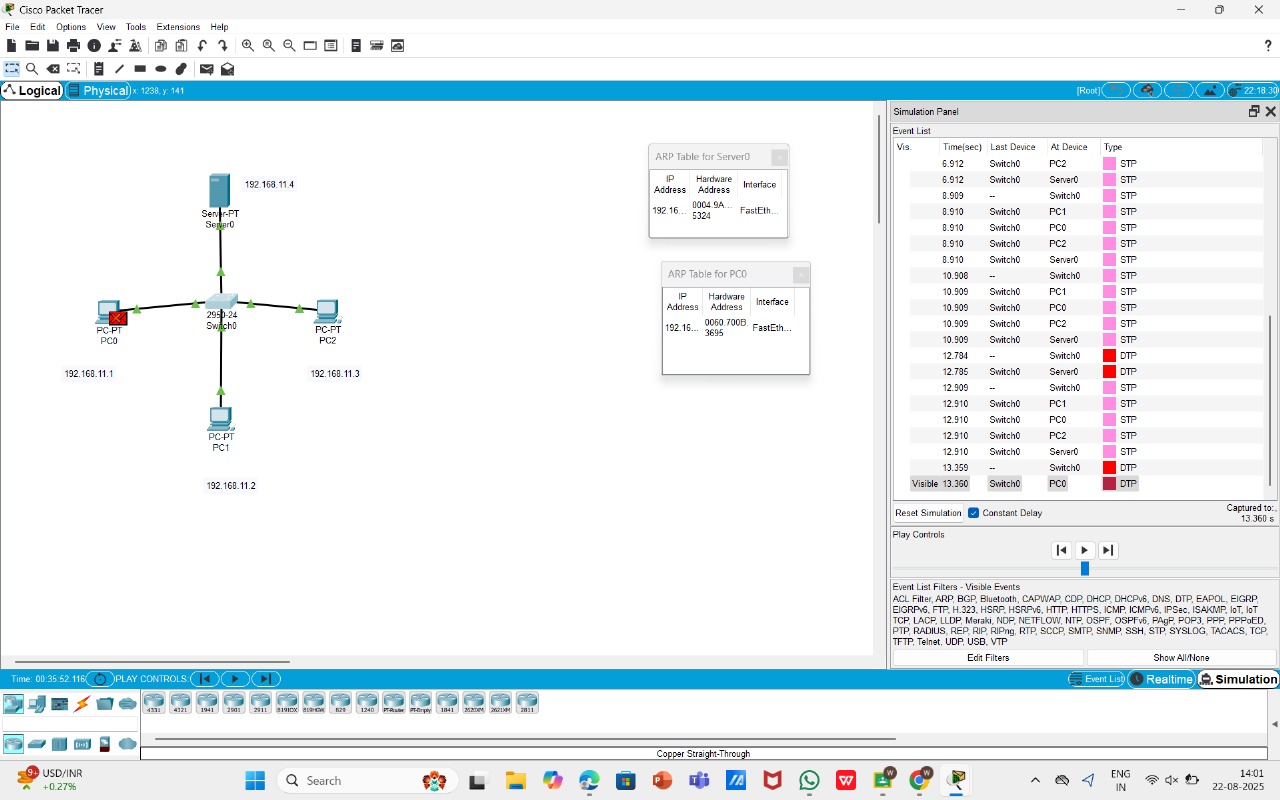 Cisco Packet Tracer
File Edit Options View Tools Extensions Help
?
Logical Physical x: 1238, y: 141 [Root] 22:18:30
Server-PT
Server0
192.168.11.4
PC-PT
PC0
192.168.11.1
2950-24
Switch0
PC-PT
PC2
192.168.11.3
PC-PT
PC1
192.168.11.2
ARP Table for Server0
IP Address Hardware Address Interface
192.16... 0004.9A... 5324 FastEth...
ARP Table for PC0
IP Address Hardware Address Interface
192.16... 0060.700B.3695 FastEth...
Simulation Panel
Event List
Vis. Time(sec) Last Device At Device Type
6.912 Switch0 PC2 STP
6.912 Switch0 Server0 STP
8.909 -- Switch0 STP
8.910 Switch0 PC1 STP
8.910 Switch0 PC0 STP
8.910 Switch0 PC2 STP
8.910 Switch0 Server0 STP
10.908 -- Switch0 STP
10.909 Switch0 PC1 STP
10.909 Switch0 PC0 STP
10.909 Switch0 PC2 STP
10.909 Switch0 Server0 STP
12.784 -- Switch0 DTP
12.785 Switch0 Server0 DTP
12.909 -- Switch0 STP
12.910 Switch0 PC1 STP
12.910 Switch0 PC0 STP
12.910 Switch0 PC2 STP
12.910 Switch0 Server0 STP
13.359 -- Switch0 DTP
Visible 13.360 Switch0 PC0 DTP
Reset Simulation Constant Delay Captured to:..
13.360 s
Play Controls
Event List Filters - Visible Events
ACL Filter, ARP, BGP, Bluetooth, CAPWAP, CDP, DHCP, DHCPv6, DNS, DTP, EAPOL, EIGRP,
EIGRPv6, FTP, H.323, HSRP, HSRPv6, HTTP, HTTPS, ICMP, ICMPv6, IPSec, ISAKMP, IoT, IoT
TCP, LACP, LLDP, Meraki, NDP, NETFLOW, NTP, OSPF, OSPFv6, PAgP, POP3, PPP, PPPoED,
PTP, RADIUS, REP, RIP, RIPng, RTP, SCCP, SMTP, SNMP, SSH, STP, SYSLOG, TACACS, TCP,
TFTP, Telnet, UDP, USB, VTP
Edit Filters Show All/None
Time: 00:35:52.116 PLAY CONTROLS: Event List Realtime Simulation
4331 4321 1941 2901 2911 819IOX 819HGW 829 1240 PT-Router PT-Empty 1841 2620XM 2621XM 2811
Copper Straight-Through
9+ USD/INR
+0.27%
Search
W W
ENG
IN
14:01
22-08-2025